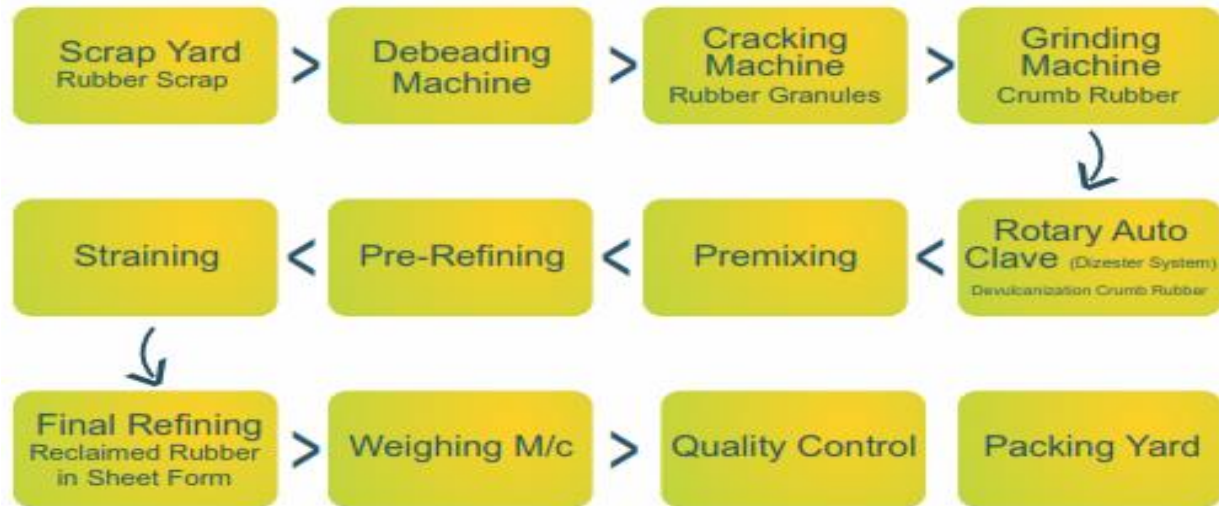 Scrap Yard
Rubber Scrap
>
Debeading
Machine
>
Cracking
Machine
Rubber Granules
>
Grinding
Machine
Crumb Rubber
Rotary Auto
Clave (Dizester System)
Devulcanization Crumb Rubber
<
Premixing
<
Pre-Refining
<
Straining
Final Refining
Reclaimed Rubber
in Sheet Form
>
Weighing M/c
>
Quality Control
Packing Yard